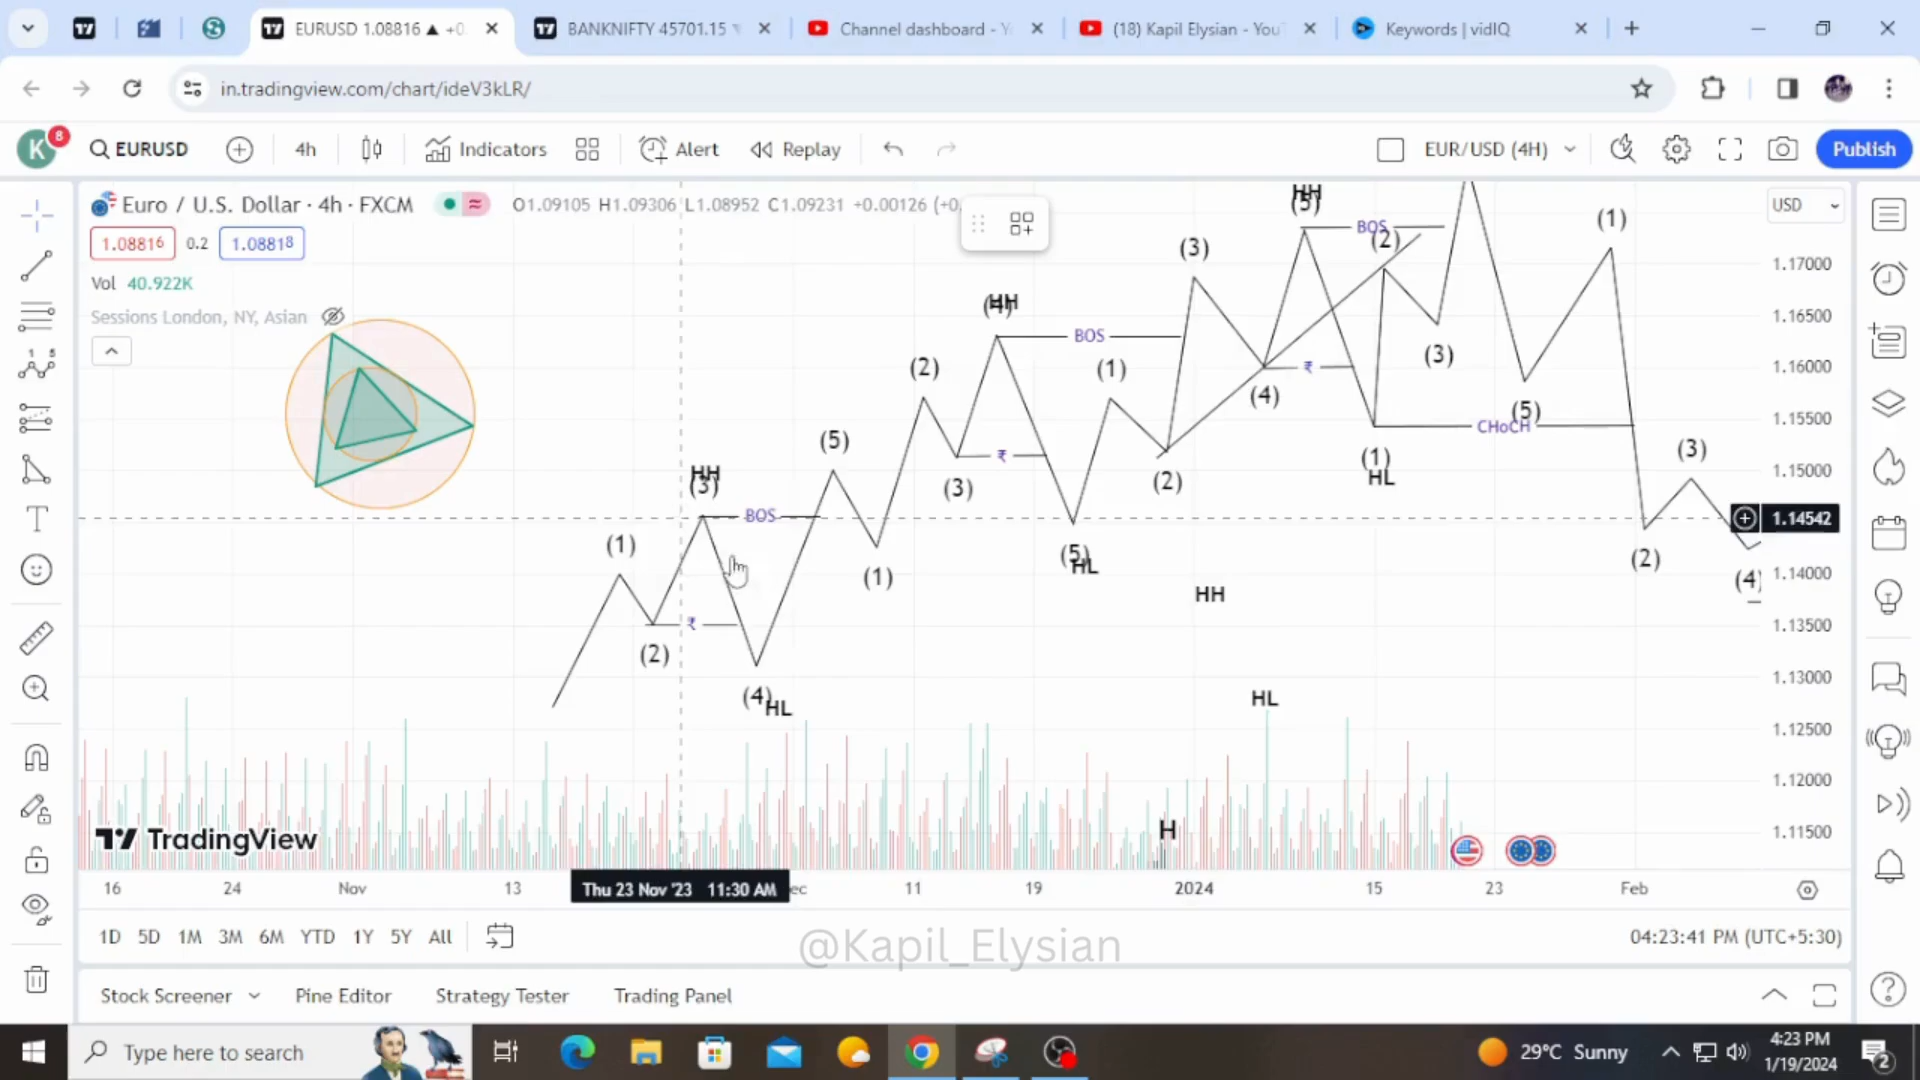 EURUSD 1.08816 ▲ +0
BANKNIFTY 45701.15
Channel dashboard - Y
(18) Kapil Elysian - YouT
Keywords | vidIQ
in.tradingview.com/chart/ideV3kLR/
K
8
EURUSD
4h
Indicators
Alert
Replay
EUR/USD (4H)
Publish
Euro / U.S. Dollar · 4h · FXCM
O1.09105 H1.09306 L1.08952 C1.09231 +0.00126 (+0.
USD
1.08816
0.2
1.08818
Vol 40.922K
Sessions London, NY, Asian
HH
(5)
BOS
(2)
(1)
(3)
1.17000
(4)
HH
BOS
1.16500
(3)
(2)
(1)
₹
(4)
1.16000
(5)
CHoCH
1.15500
(5)
₹
(3)
(2)
(1)
HL
(3)
1.15000
HH
(3)
BOS
1.14542
(1)
(1)
(5)
HL
(2)
(4)
1.14000
HH
₹
1.13500
(2)
1.13000
(4)
HL
HL
1.12500
1.12000
H
1.11500
TradingView
16
24
Nov
13
Thu 23 Nov '23 11:30 AM
ec
11
19
2024
15
23
Feb
1D 5D 1M 3M 6M YTD 1Y 5Y All
@Kapil_Elysian
04:23:41 PM (UTC+5:30)
Stock Screener
Pine Editor
Strategy Tester
Trading Panel
Type here to search
29°C Sunny
4:23 PM
1/19/2024
2